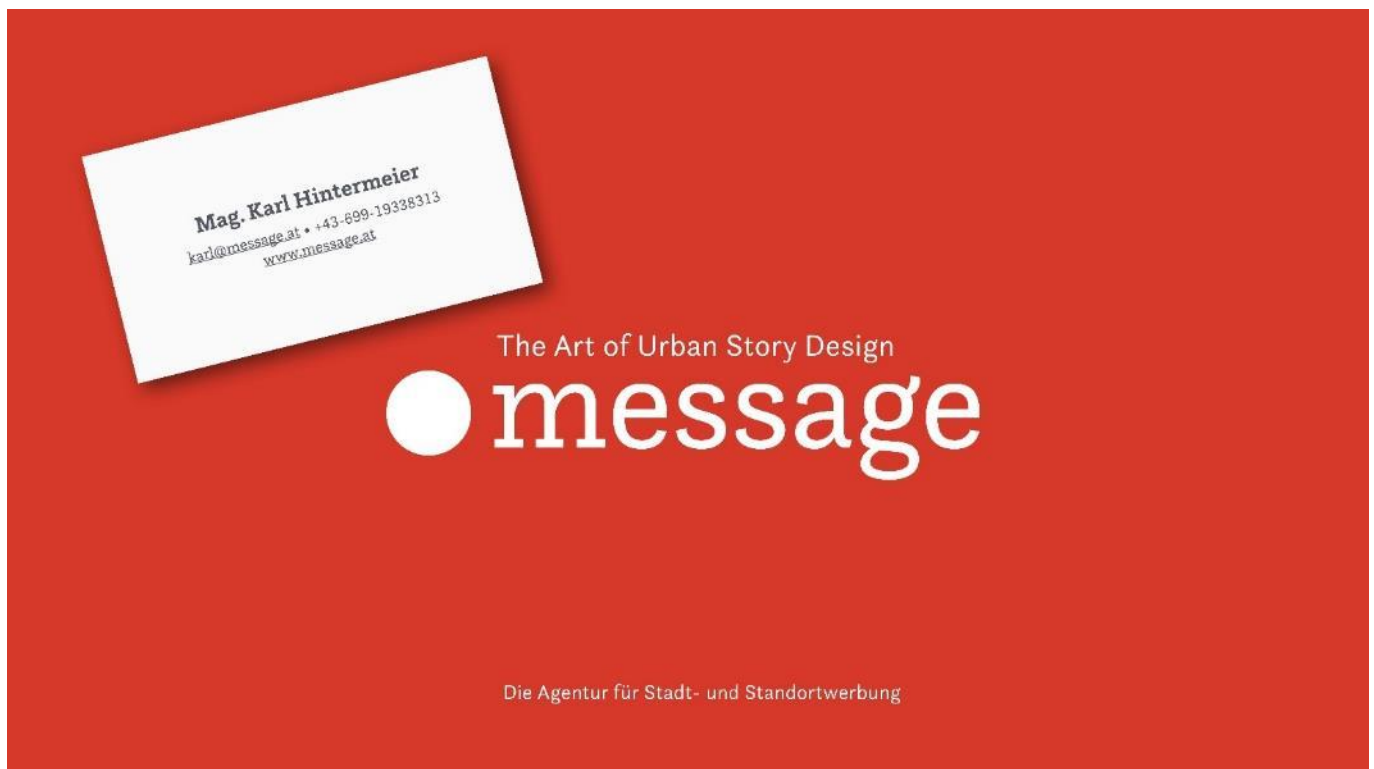 Mag. Karl Hintermeier
karl@message.at • +43-699-19338313
www.message.at
The Art of Urban Story Design
message
Die Agentur für Stadt- und Standortwerbung